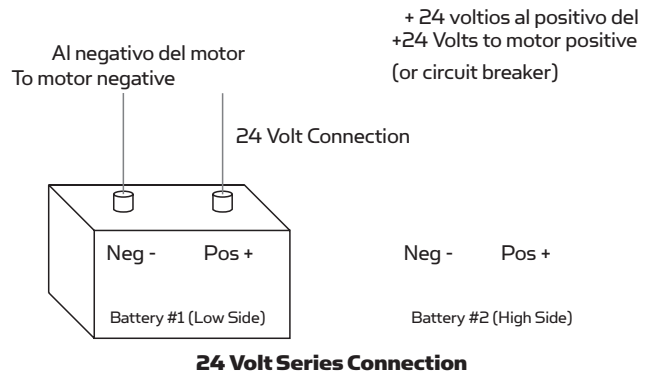 + 24 voltios al positivo del
+24 Volts to motor positive
(or circuit breaker)
Al negativo del motor
To motor negative
24 Volt Connection
Neg - Pos +
Neg - Pos +
Battery #1 (Low Side)
Battery #2 (High Side)
24 Volt Series Connection